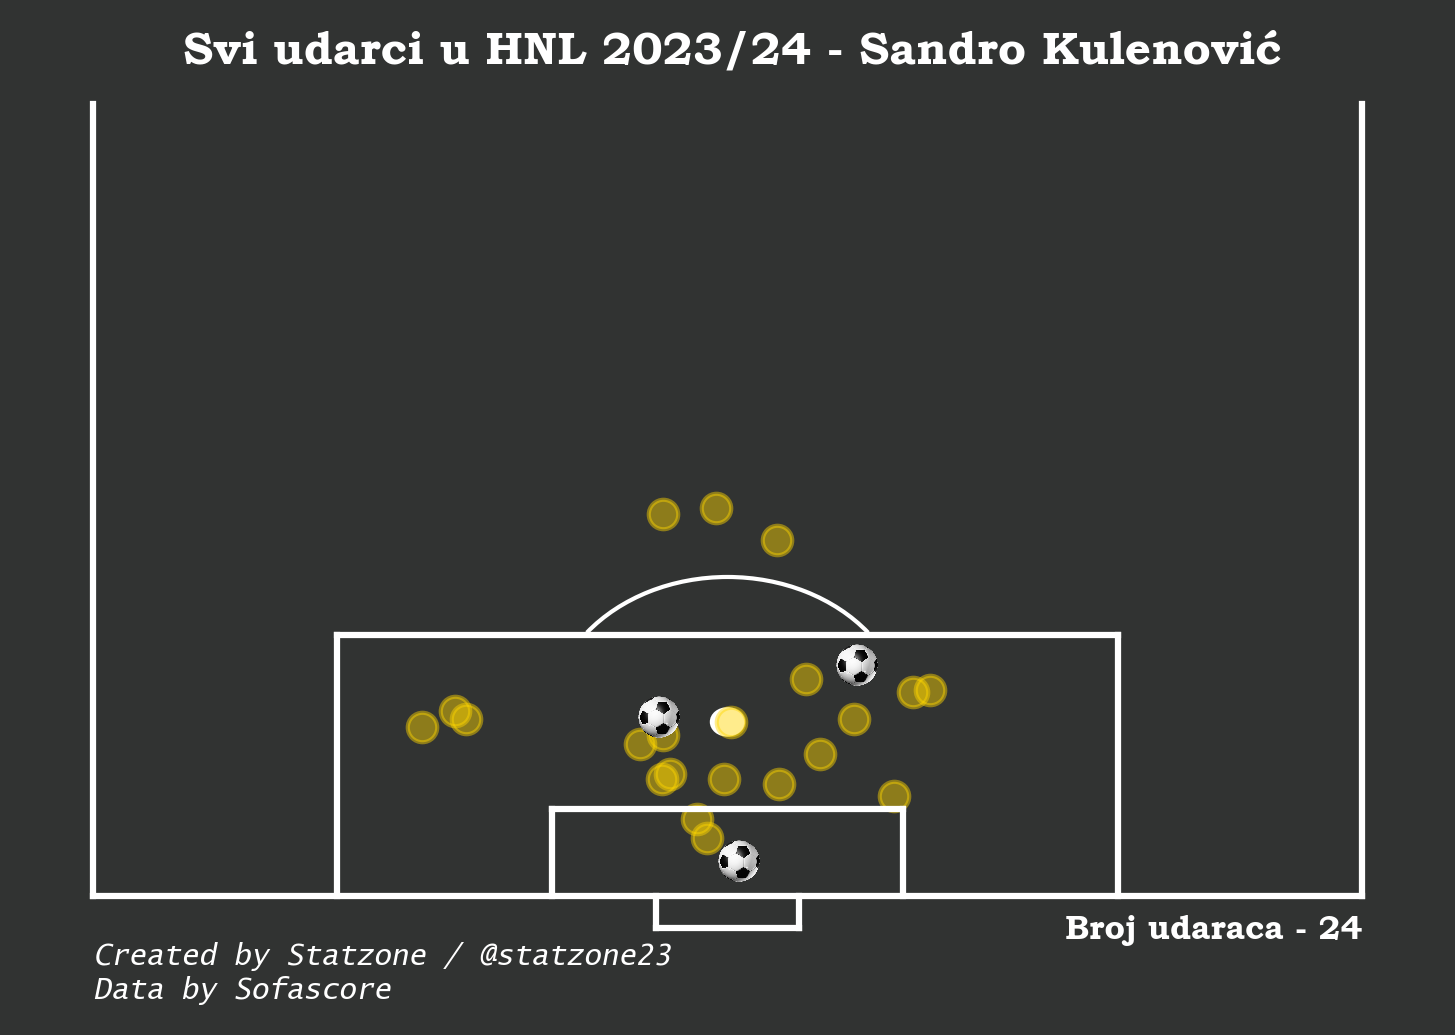 Svi udarci u HNL 2023/24 - Sandro Kulenović
Broj udaraca - 24
Created by Statzone / @statzone23
Data by Sofascore